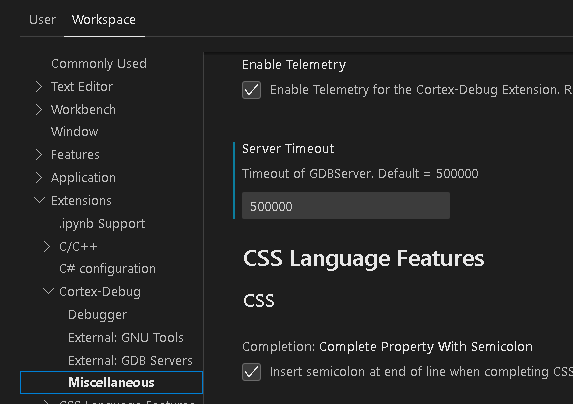 User Workspace
Commonly Used
Text Editor
Workbench
Window
Features
Application
Extensions
.ipynb Support
C/C++
C# configuration
Cortex-Debug
Debugger
External: GNU Tools
External: GDB Servers
Miscellaneous
CSS Language Features
Enable Telemetry
Enable Telemetry for the Cortex-Debug Extension. R
Server Timeout
Timeout of GDBServer. Default = 500000
500000
CSS Language Features
CSS
Completion: Complete Property With Semicolon
Insert semicolon at end of line when completing CSS